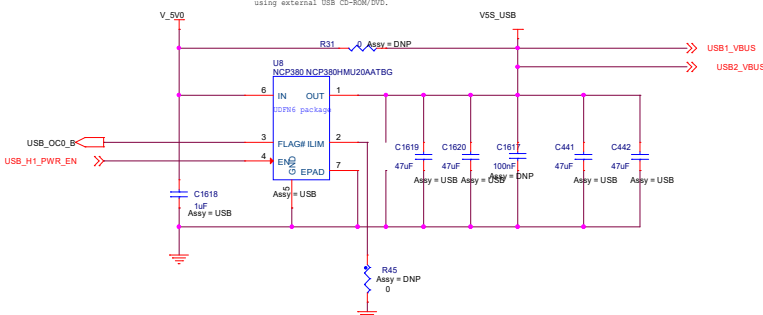 using external USB CD-ROM/DVD.
V_5V0
V5S_USB
R31
0
Assy = DNP
USB1_VBUS
USB2_VBUS
U8
NCP380 NCP380HMU20AATBG
6
IN
OUT
1
UDFN6 package
USB_OC0_B
3
FLAG#
ILIM
2
USB_H1_PWR_EN
4
EN
EPAD
7
GND
5
Assy = USB
C1618
1uF
Assy = USB
C1619
47uF
Assy = USB
C1620
47uF
Assy = USB
C1617
100nF
Assy = DNP
C441
47uF
Assy = USB
C442
47uF
Assy = USB
R45
Assy = DNP
0